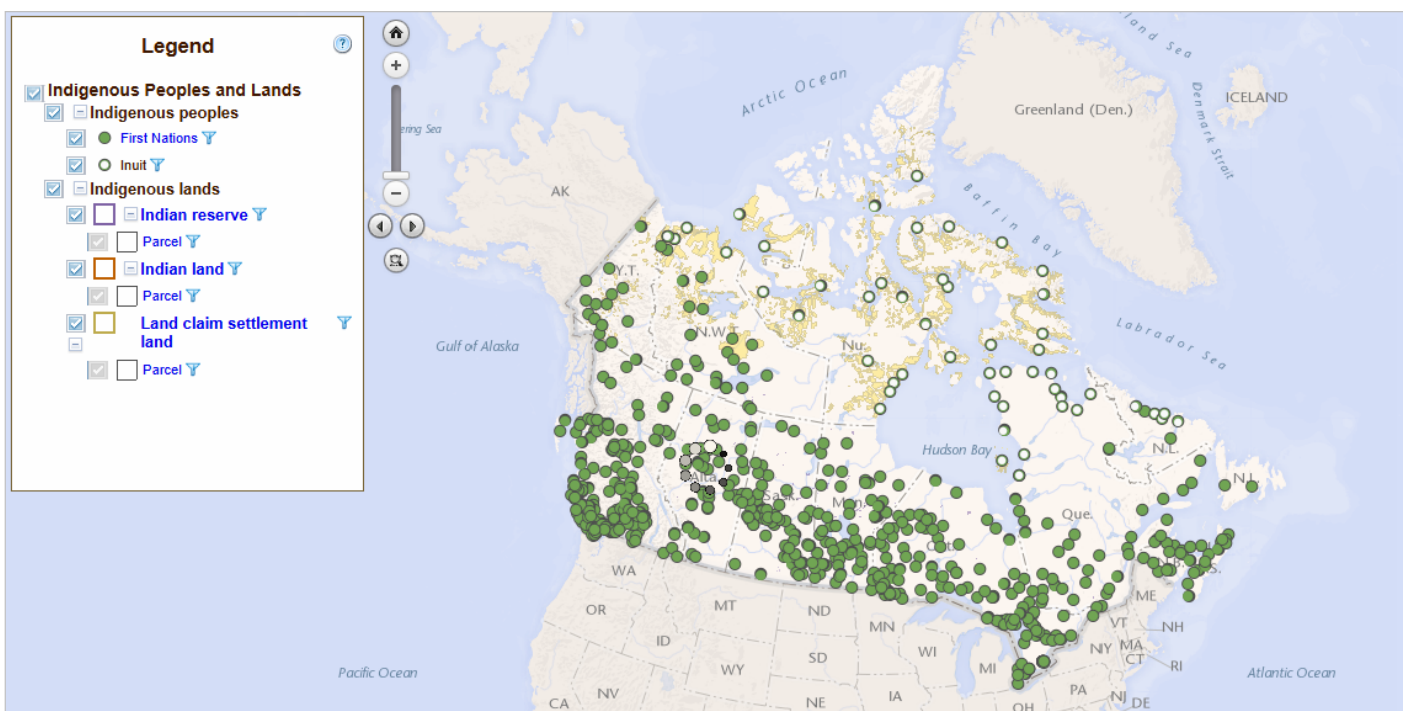 Legend
Indigenous Peoples and Lands
Indigenous peoples
First Nations
Inuit
Indigenous lands
Indian reserve
Parcel
Indian land
Parcel
Land claim settlement
land
Parcel
Arctic Ocean
Greenland (Den.)
ICELAND
Denmark Strait
Baffin Bay
Labrador Sea
AK
Y.T.
N.W.T.
Nu.
Gulf of Alaska
Hudson Bay
Alta.
Sask.
Man.
Ont.
Que.
N.L.
WA
OR
ID
MT
ND
MN
SD
WY
WI
MI
NV
CA
NE
IA
OH
PA
NY
VT
NH
MA
CT
RI
NJ
DE
ME
Pacific Ocean
Atlantic Ocean